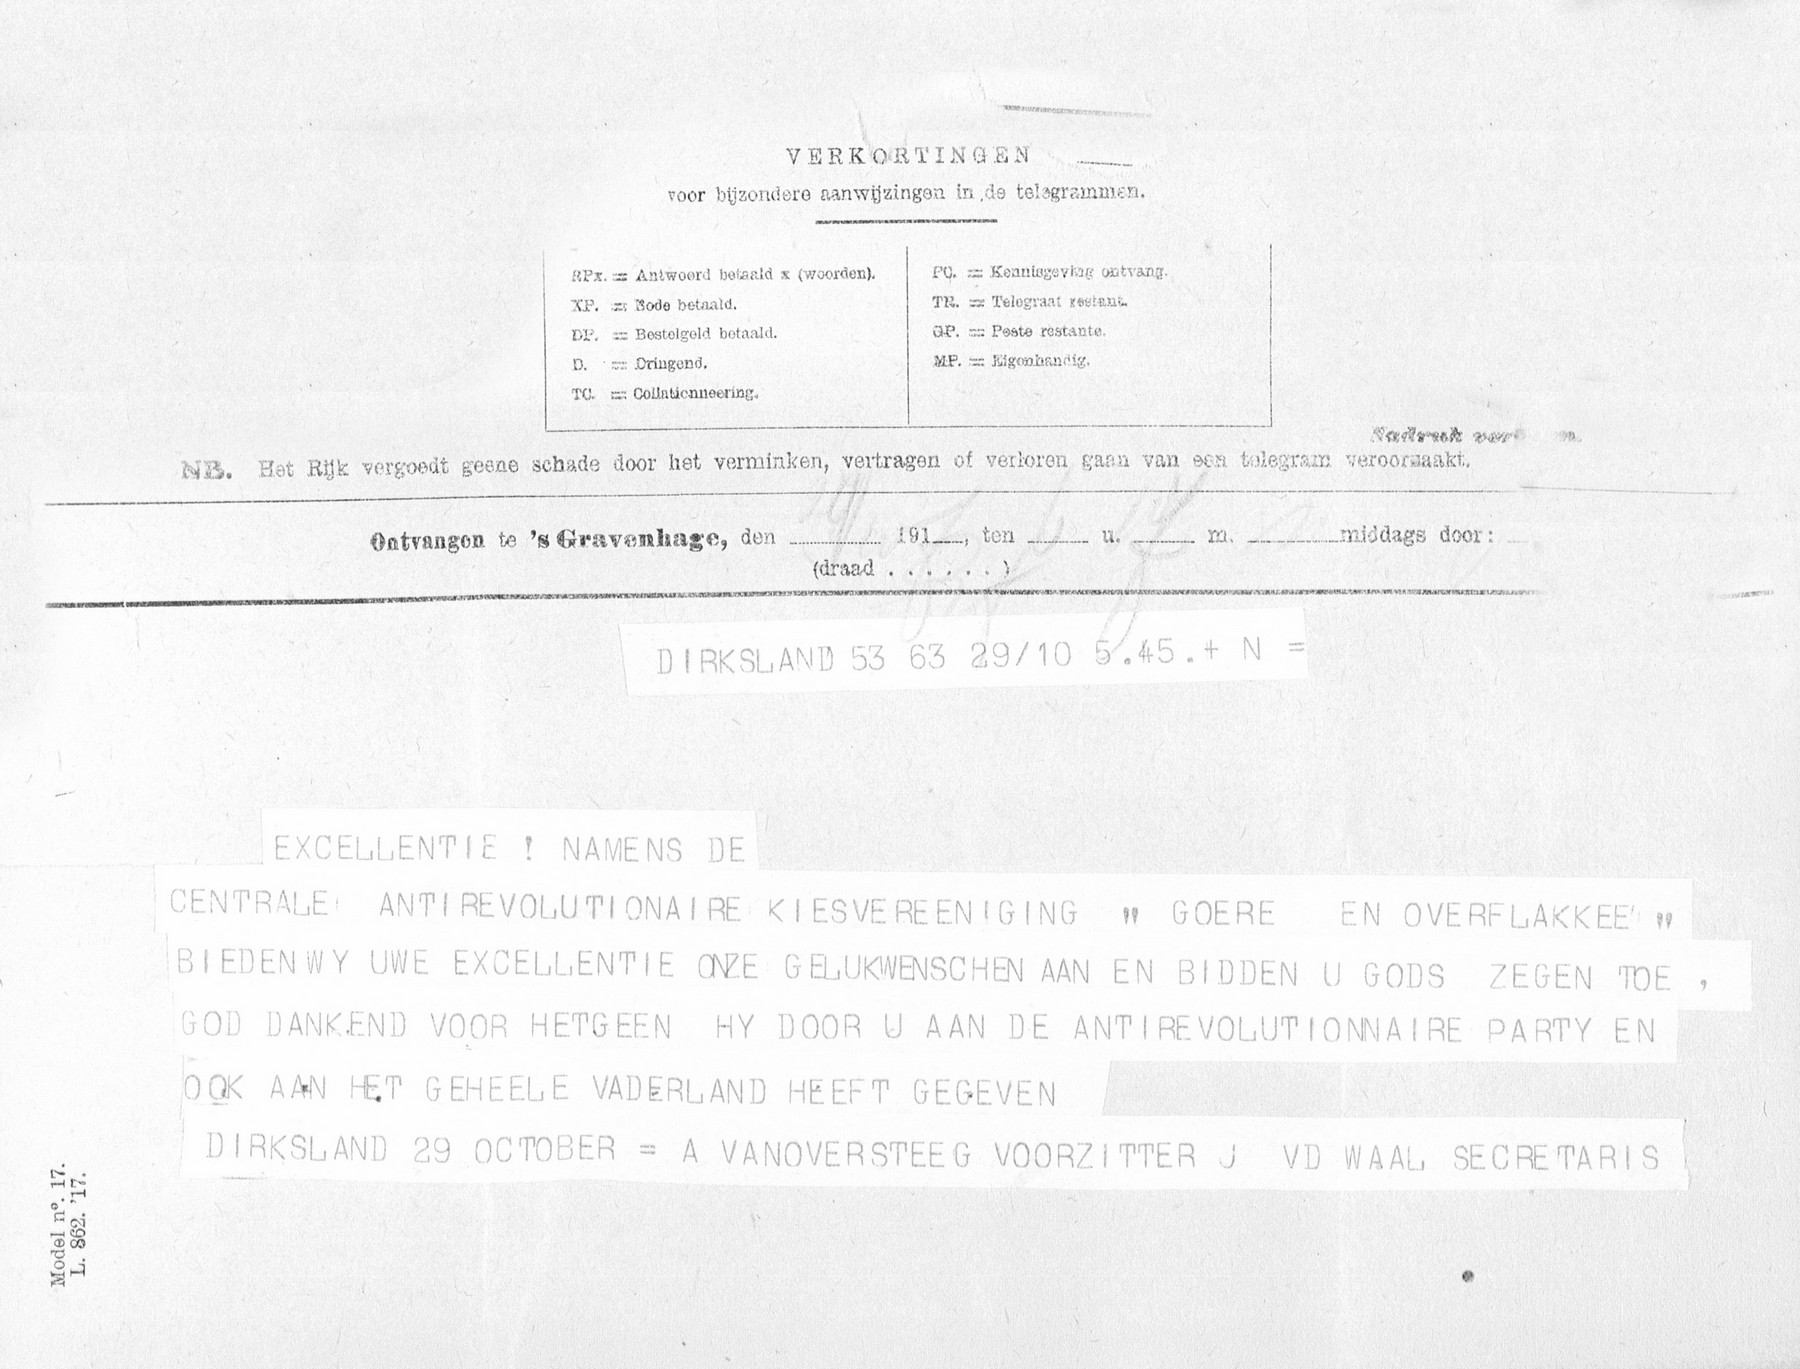 VERKORTINGEN
voor bijzondere aanwijzingen in de telegrammen.
RPx. = Antwoord betaald x (woorden).
XP. = Bode betaald.
DP. = Bestelgeld betaald.
D. = Dringend.
TC. = Collationneering.
PC. = Kennisgeving ontvang.
TR. = Telegraaf restant.
GP. = Poste restante.
MP. = Eigenhandig.
Nadruk
NB. Het Rijk vergoedt geene schade door het verminken, vertragen of verloren gaan van een telegram veroorzaakt.
Ontvangen te 's Gravenhage, den 191 , ten u. m. middags door:
(draad . . . . . . )
DIRKSLAND 53 63 29/10 5.45.+ N =
EXCELLENTIE ! NAMENS DE
CENTRALE ANTIREVOLUTIONAIRE KIESVEREENIGING " GOERE EN OVERFLAKKEE "
BIEDENWY UWE EXCELLENTIE ONZE GELUKWENSCHEN AAN EN BIDDEN U GODS ZEGEN TOE ,
GOD DANKEND VOOR HETGEEN HY DOOR U AAN DE ANTIREVOLUTIONNAIRE PARTY EN
OOK AAN HET GEHEELE VADERLAND HEEFT GEGEVEN
DIRKSLAND 29 OCTOBER = A VANOVERSTEEG VOORZITTER J VD WAAL SECRETARIS
Model nº. 17.
L. 862. '17.